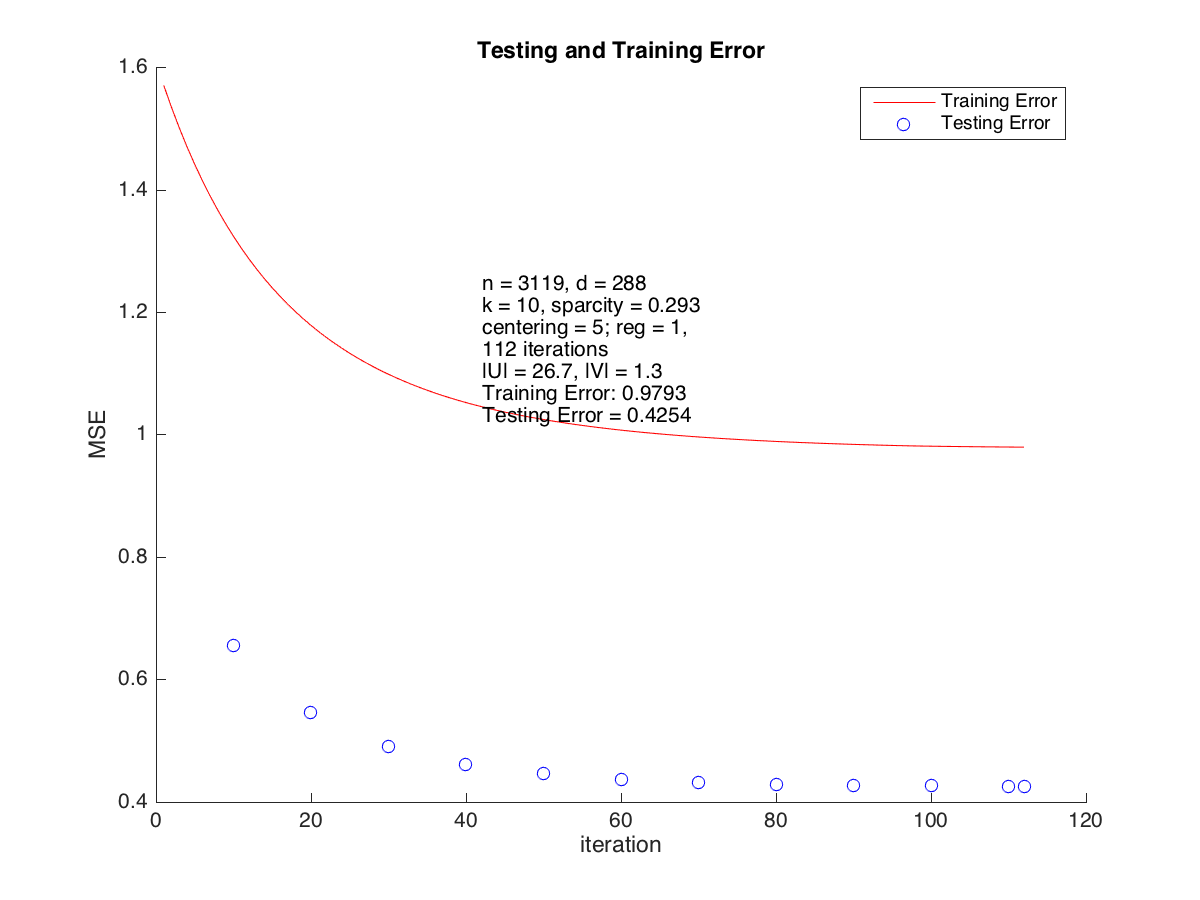 Testing and Training Error
1.6
Training Error
Testing Error
1.4
n = 3119, d = 288
1.2
k = 10, sparcity = 0.293
centering = 5; reg = 1,
112 iterations
|U| = 26.7, |V| = 1.3
Training Error: 0.9793
Testing Error = 0.4254
1
MSE
0.8
0.6
0.4
0 20 40 60 80 100 120
iteration